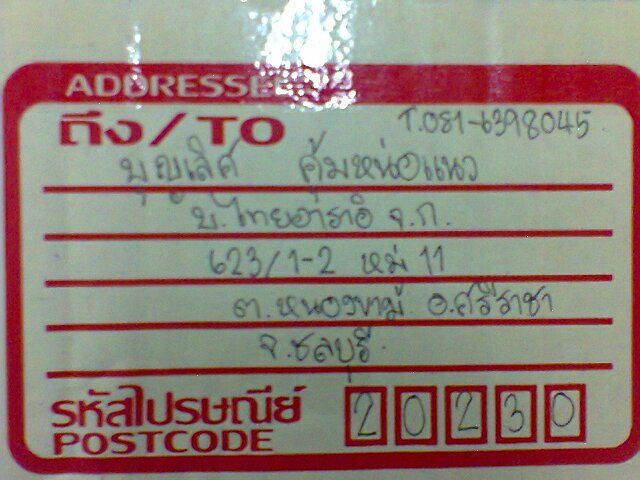 ADDRESSEE
ถึง/TO T.081-6398045
บุญเลิศ คุ้มหน่อแนว
บ.ไทยอาราอิ จ.ก.
623/1-2 หมู่ 11
ต.หนองขาม อ.ศรีราชา
จ.ชลบุรี.
รหัสไปรษณีย์ 20230
POSTCODE